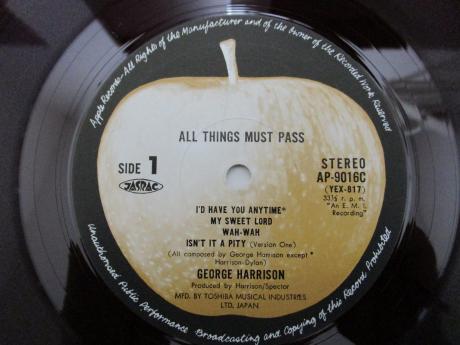 Apple Records-All Rights of the Manufacturer and of the Owner of the Recorded Work Reserved
ALL THINGS MUST PASS
SIDE 1
JASRAC
STEREO
AP-9016C
(YEX-817)
33⅓ r. p. m.
"An E. M. I.
Recording"
I'D HAVE YOU ANYTIME*
MY SWEET LORD
WAH-WAH
ISN'T IT A PITY (Version One)
(All composed by George Harrison except*
Harrison-Dylan)
GEORGE HARRISON
Produced by Harrison/Spector
MFD. BY TOSHIBA MUSICAL INDUSTRIES
LTD. JAPAN.
Unauthorised Public Performance Broadcasting and Copying of this Record Prohibited